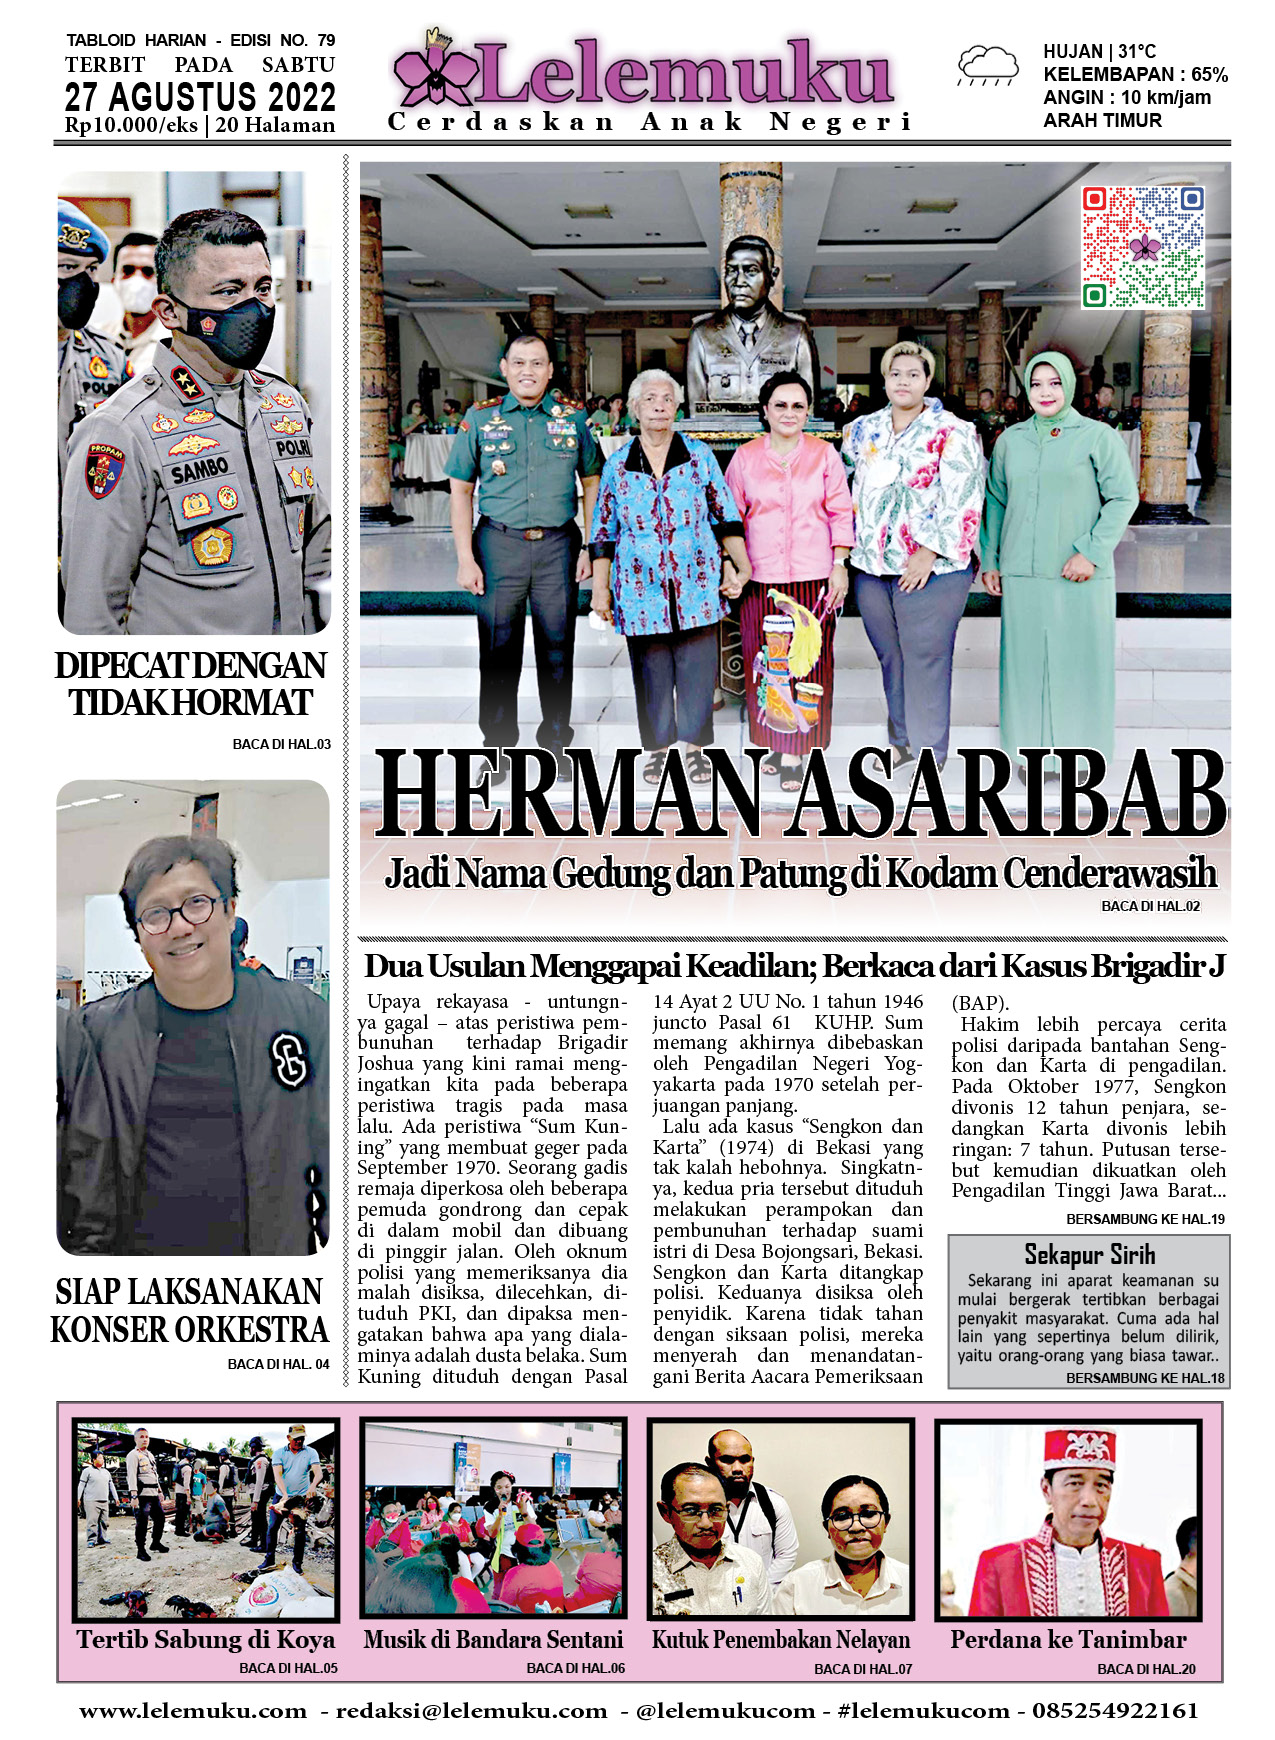 TABLOID HARIAN - EDISI NO. 79
TERBIT PADA SABTU
27 AGUSTUS 2022
Rp10.000/eks | 20 Halaman
Lelemuku
Cerdaskan Anak Negeri
HUJAN | 31°C
KELEMBAPAN : 65%
ANGIN : 10 km/jam
ARAH TIMUR
PROPAM
SAMBO
POLRI
DIPECAT DENGAN
TIDAK HORMAT
BACA DI HAL.03
SIAP LAKSANAKAN
KONSER ORKESTRA
BACA DI HAL. 04
HERMAN ASARIBAB
Jadi Nama Gedung dan Patung di Kodam Cenderawasih
BACA DI HAL.02
Dua Usulan Menggapai Keadilan; Berkaca dari Kasus Brigadir J
Upaya rekayasa - untungn-
ya gagal – atas peristiwa pem-
bunuhan terhadap Brigadir
Joshua yang kini ramai meng-
ingatkan kita pada beberapa
peristiwa tragis pada masa
lalu. Ada peristiwa “Sum Kun-
ing” yang membuat geger pada
September 1970. Seorang gadis
remaja diperkosa oleh beberapa
pemuda gondrong dan cepak
di dalam mobil dan dibuang
di pinggir jalan. Oleh oknum
polisi yang memeriksanya dia
malah disiksa, dilecehkan, di-
tuduh PKI, dan dipaksa men-
gatakan bahwa apa yang diala-
minya adalah dusta belaka. Sum
Kuning dituduh dengan Pasal
14 Ayat 2 UU No. 1 tahun 1946
juncto Pasal 61 KUHP. Sum
memang akhirnya dibebaskan
oleh Pengadilan Negeri Yog-
yakarta pada 1970 setelah per-
juangan panjang.
Lalu ada kasus “Sengkon dan
Karta” (1974) di Bekasi yang
tak kalah hebohnya. Singkatn-
ya, kedua pria tersebut dituduh
melakukan perampokan dan
pembunuhan terhadap suami
istri di Desa Bojongsari, Bekasi.
Sengkon dan Karta ditangkap
polisi. Keduanya disiksa oleh
penyidik. Karena tidak tahan
dengan siksaan polisi, mereka
menyerah dan menandatan-
gani Berita Aacara Pemeriksaan
(BAP).
Hakim lebih percaya cerita
polisi daripada bantahan Seng-
kon dan Karta di pengadilan.
Pada Oktober 1977, Sengkon
divonis 12 tahun penjara, se-
dangkan Karta divonis lebih
ringan: 7 tahun. Putusan terse-
but kemudian dikuatkan oleh
Pengadilan Tinggi Jawa Barat...
BERSAMBUNG KE HAL.19
Sekapur Sirih
Sekarang ini aparat keamanan su
mulai bergerak tertibkan berbagai
penyakit masyarakat. Cuma ada hal
lain yang sepertinya belum dilirik,
yaitu orang-orang yang biasa tawar..
BERSAMBUNG KE HAL.18
Tertib Sabung di Koya
BACA DI HAL.05
Musik di Bandara Sentani
BACA DI HAL.06
Kutuk Penembakan Nelayan
BACA DI HAL.07
Perdana ke Tanimbar
BACA DI HAL.20
www.lelemuku.com - redaksi@lelemuku.com - @lelemukucom - #lelemukucom - 085254922161